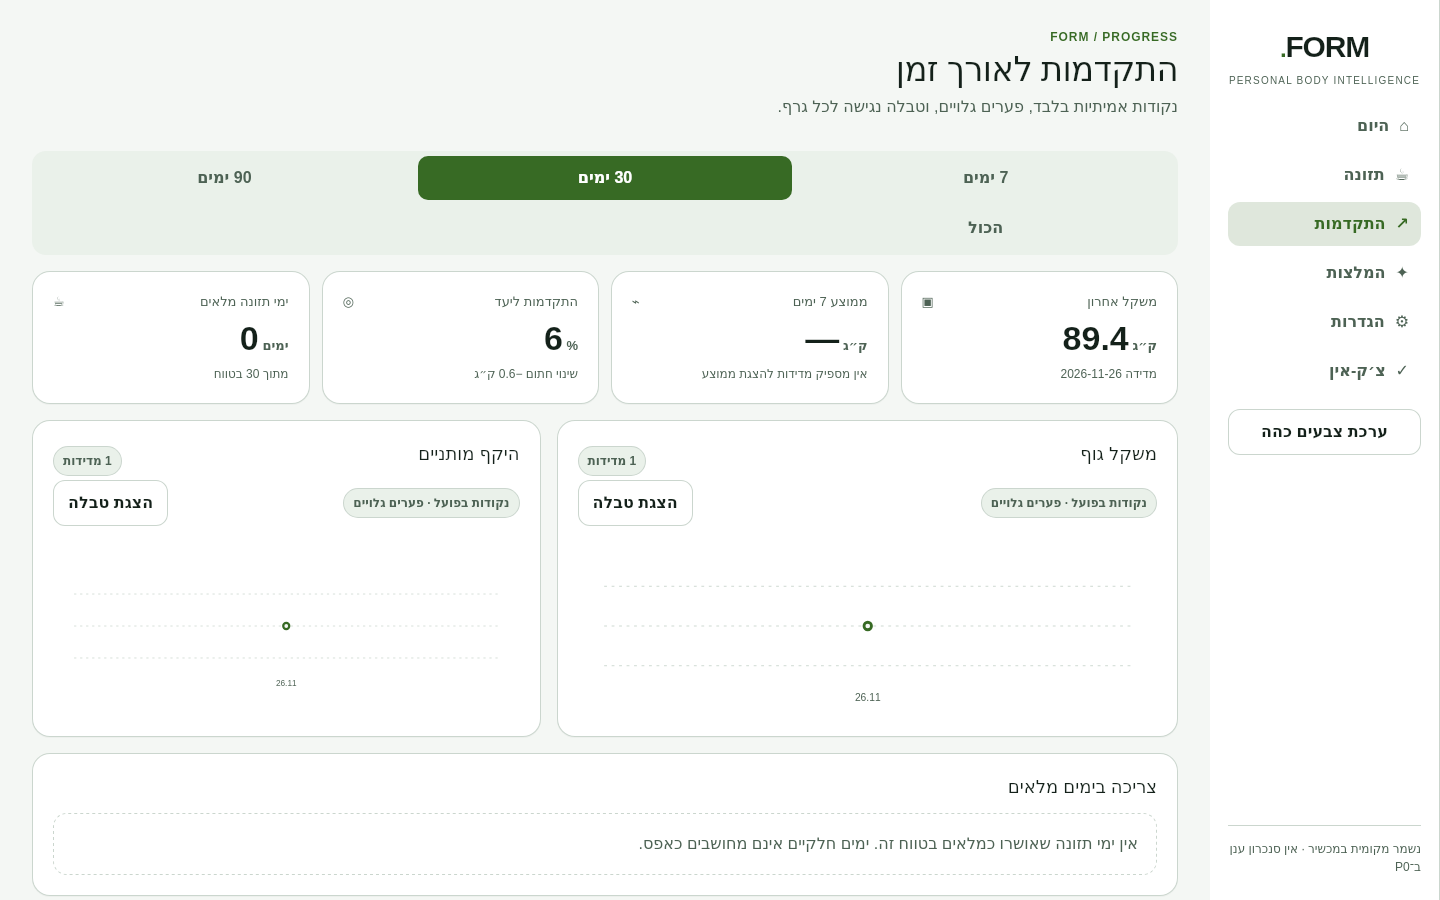 FORM.
PERSONAL BODY INTELLIGENCE
היום
תזונה
התקדמות
המלצות
הגדרות
צ׳ק-אין
ערכת צבעים כהה
נשמר מקומית במכשיר · אין סנכרון ענן
ב־P0
FORM / PROGRESS
התקדמות לאורך זמן
נקודות אמיתיות בלבד, פערים גלויים, וטבלה נגישה לכל גרף.
7 ימים
30 ימים
90 ימים
הכול
משקל אחרון
89.4 ק״ג
מדידה 2026-11-26
ממוצע 7 ימים
— ק״ג
אין מספיק מדידות להצגת ממוצע
התקדמות ליעד
6 %
שינוי חתום −0.6 ק״ג
ימי תזונה מלאים
0 ימים
מתוך 30 בטווח
משקל גוף
1 מדידות
נקודות בפועל · פערים גלויים
הצגת טבלה
26.11
היקף מותניים
1 מדידות
נקודות בפועל · פערים גלויים
הצגת טבלה
26.11
צריכה בימים מלאים
אין ימי תזונה שאושרו כמלאים בטווח זה. ימים חלקיים אינם מחושבים כאפס.